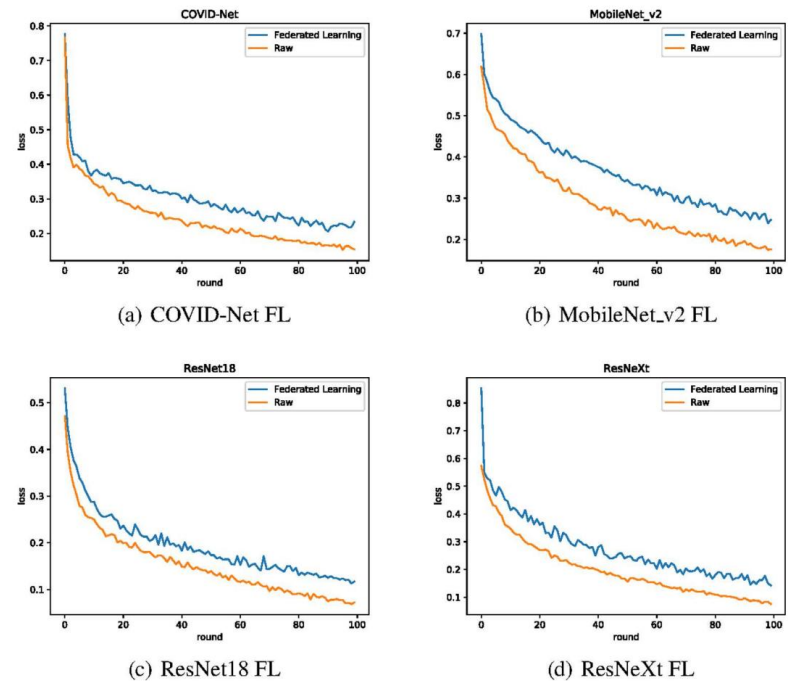 COVID-Net
0.8
0.7
0.6
0.5
0.4
0.3
0.2
loss
0 20 40 60 80 100
round
Federated Learning
Raw
(a) COVID-Net FL
MobileNet_v2
0.7
0.6
0.5
0.4
0.3
0.2
loss
0 20 40 60 80 100
round
Federated Learning
Raw
(b) MobileNet_v2 FL
ResNet18
0.5
0.4
0.3
0.2
0.1
loss
0 20 40 60 80 100
round
Federated Learning
Raw
(c) ResNet18 FL
ResNeXt
0.8
0.7
0.6
0.5
0.4
0.3
0.2
0.1
loss
0 20 40 60 80 100
round
Federated Learning
Raw
(d) ResNeXt FL